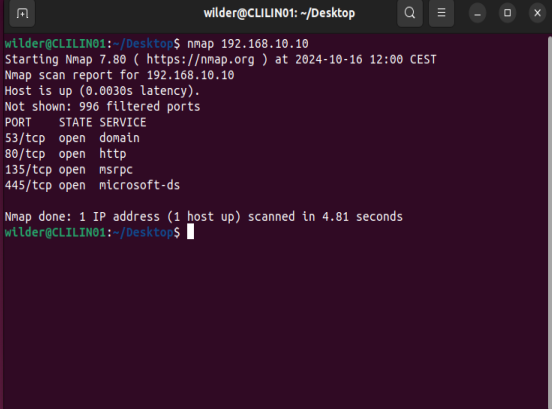 wilder@CLILIN01: ~/Desktop
wilder@CLILIN01:~/Desktop$ nmap 192.168.10.10
Starting Nmap 7.80 ( https://nmap.org ) at 2024-10-16 12:00 CEST
Nmap scan report for 192.168.10.10
Host is up (0.0030s latency).
Not shown: 996 filtered ports
PORT    STATE SERVICE
53/tcp  open  domain
80/tcp  open  http
135/tcp open  msrpc
445/tcp open  microsoft-ds
Nmap done: 1 IP address (1 host up) scanned in 4.81 seconds
wilder@CLILIN01:~/Desktop$